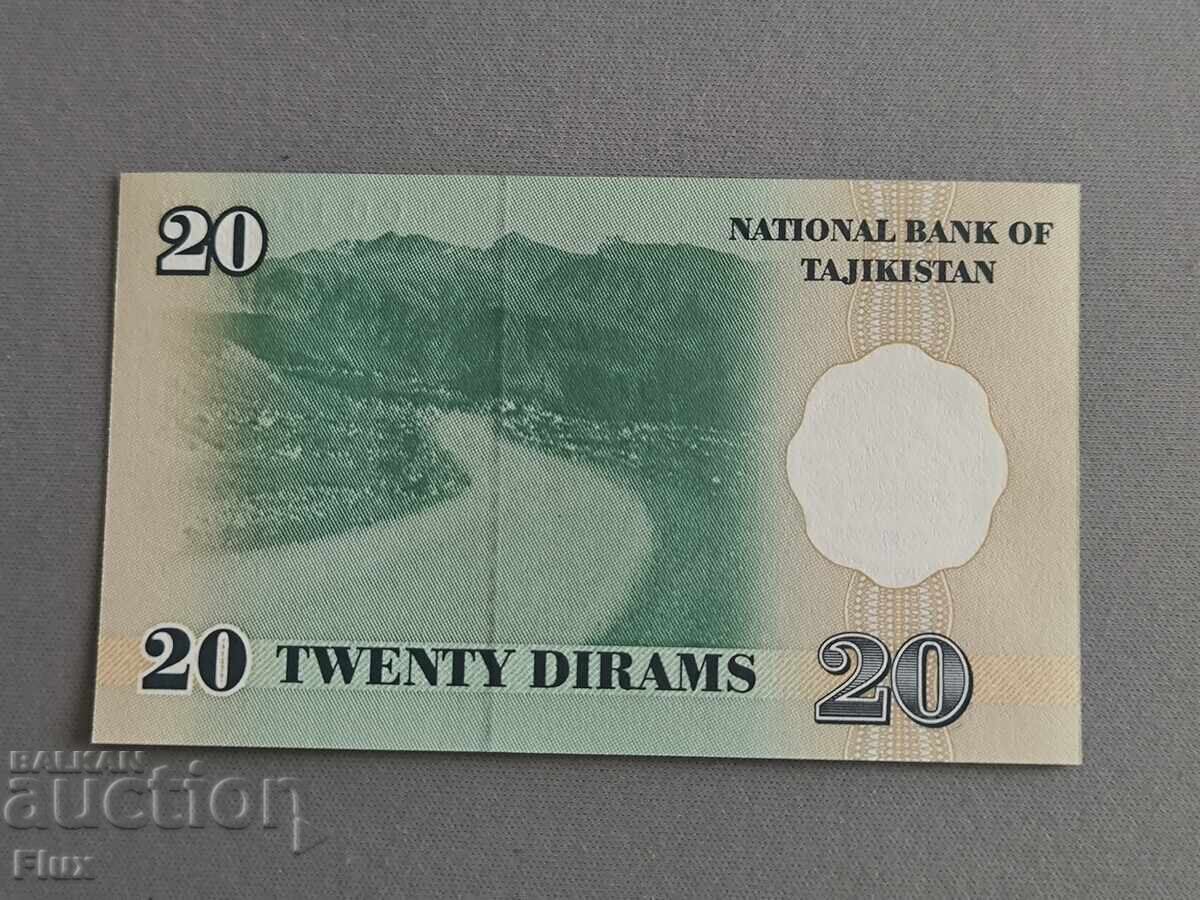 20
NATIONAL BANK OF
TAJIKISTAN
20 TWENTY DIRAMS 20
BALKAN
auction
Flux